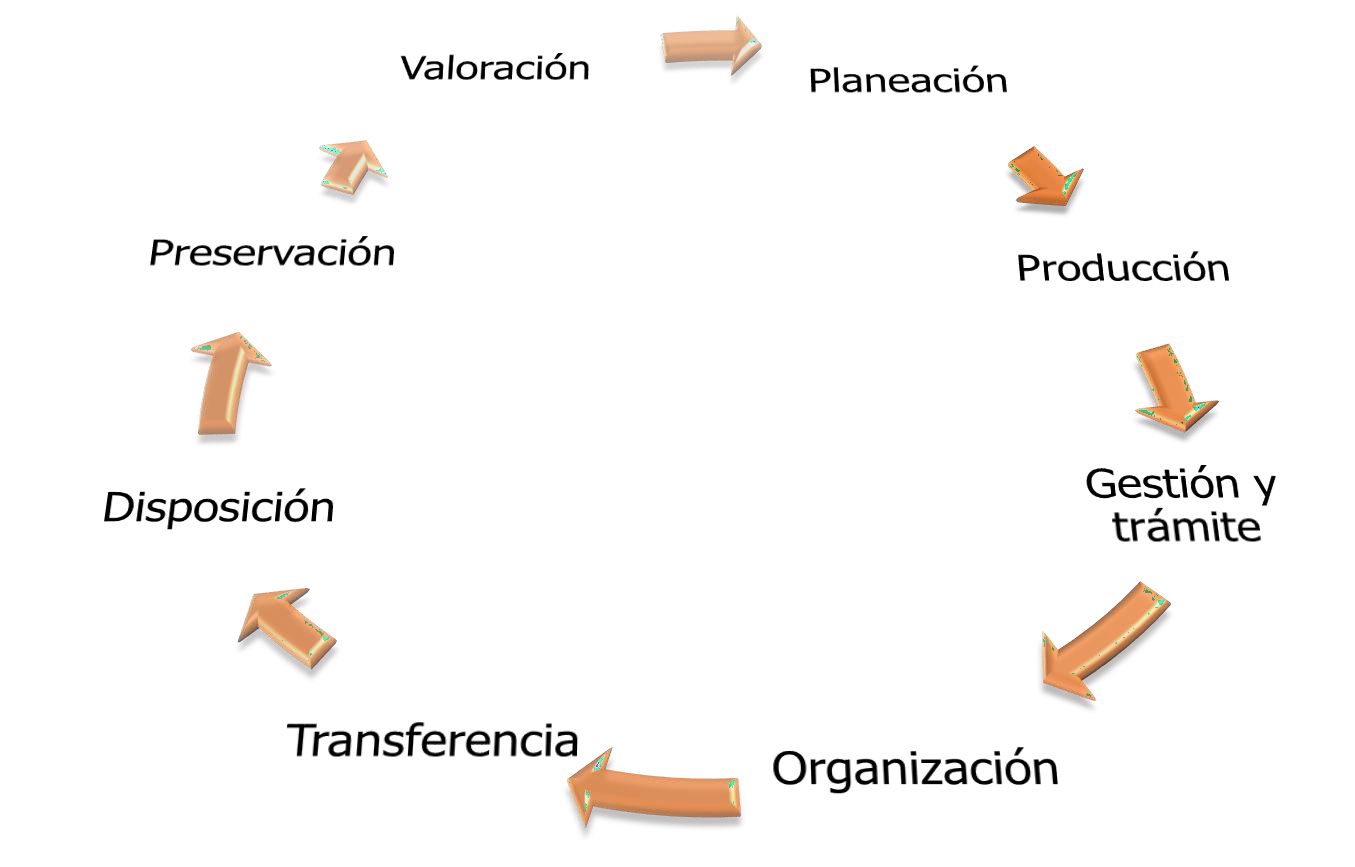 Valoración
Planeación
Producción
Gestión y
trámite
Organización
Transferencia
Disposición
Preservación